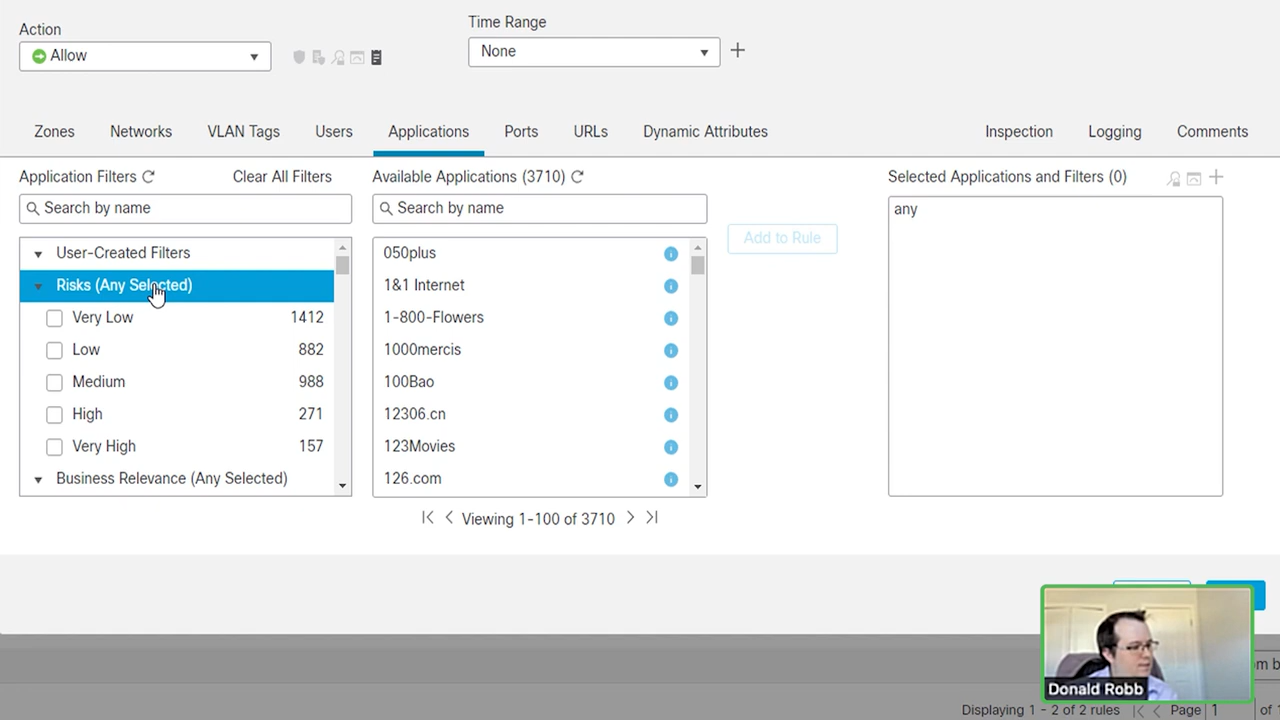 Action
Time Range
Allow
None
Zones
Networks
VLAN Tags
Users
Applications
Ports
URLs
Dynamic Attributes
Inspection
Logging
Comments
Application Filters
Clear All Filters
Available Applications (3710)
Selected Applications and Filters (0)
Search by name
Search by name
Add to Rule
any
User-Created Filters
Risks (Any Selected)
Very Low 1412
Low 882
Medium 988
High 271
Very High 157
Business Relevance (Any Selected)
050plus
1&1 Internet
1-800-Flowers
1000mercis
100Bao
12306.cn
123Movies
126.com
Viewing 1-100 of 3710
Donald Robb
Displaying 1 - 2 of 2 rules
Page 1 of